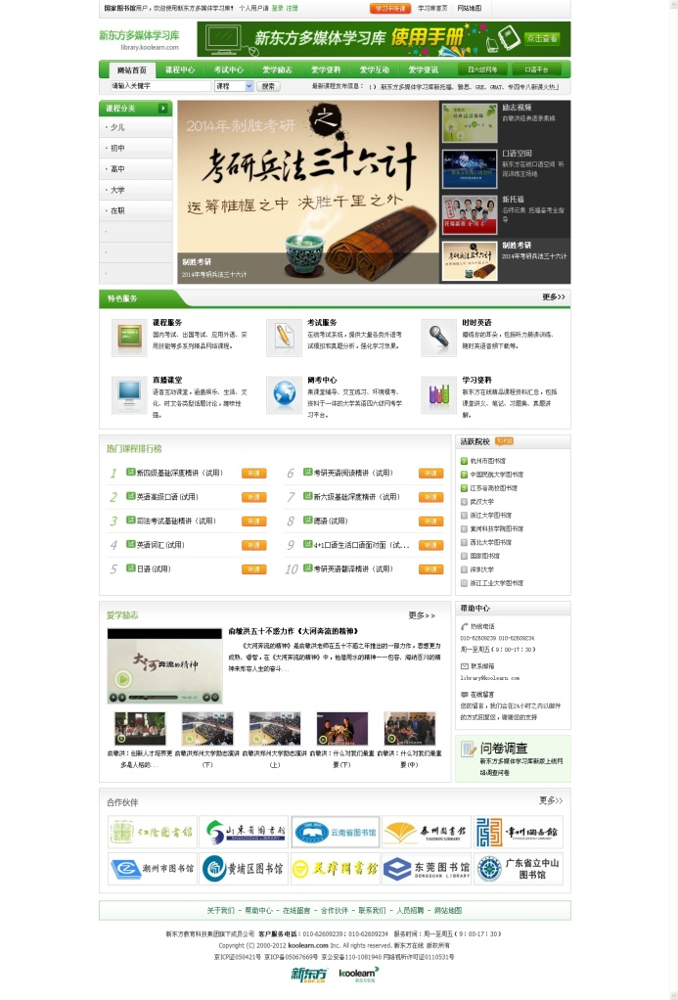 国家图书馆用户，欢迎使用新东方多媒体学习库！ 个人用户请 登录 注册
学习卡听课 学习库首页 网站地图
新东方多媒体学习库
library.koolearn.com
新东方多媒体学习库 使用手册 点击查看
网站首页 课程中心 考试中心 爱学励志 爱学资料 爱学互动 爱学资讯 四六级网考 口语平台
请输入关键字 课程 搜索
最新课程发布信息：
课程分类
少儿
初中
高中
大学
在职
2014年制胜考研 之
考研兵法三十六计
运筹帷幄之中 决胜千里之外
制胜考研
2014年考研兵法三十六计
励志视频
俞敏洪经典语录集锦
口语空间
新东方在线口语空间 听说训练主场地
新托福
名师云集 托福备考全指导
制胜考研
2014年考研兵法三十六计
特色服务 更多>>
课程服务
国内考试、出国考试、应用外语、实用技能等多系列精品网络课程。
考试服务
在线考试系统，提供大量各类外语考试模拟和真题分析，强化学习效果。
时时英语
磨练你的耳朵，包括听力晨读训练、随时英语音频下载等。
直播课堂
语音互动课堂，涵盖娱乐、生活、文化、时文各类型话题讨论，趣味性强。
网考中心
集课堂辅导、交互练习、环境模考、资料于一体的大学英语四六级网考学习平台。
学习资料
新东方在线精品课程资料汇总，包括课堂讲义、笔记、习题集、真题讲解。
热门课程排行榜
1 试 新四级基础深度精讲（试用） 听课
2 试 英语高级口语(试用) 听课
3 试 司法考试基础精讲（试用） 听课
4 试 英语词汇(试用) 听课
5 试 日语(试用) 听课
6 试 考研英语阅读精讲（试用） 听课
7 试 新六级基础深度精讲（试用） 听课
8 试 德语(试用) 听课
9 试 4+1口语生活口语面对面（试... 听课
10 试 考研英语翻译精讲（试用） 听课
活跃院校 TOP10
1 杭州市图书馆
2 中国民航大学图书馆
3 江苏省高校图书馆
4 武汉大学
5 浙江大学图书馆
6 黄河科技学院图书馆
7 西北大学图书馆
8 国家图书馆
9 深圳大学
10 浙江工业大学图书馆
爱学励志 更多>>
大河奔流的精神
俞敏洪五十不惑力作《大河奔流的精神》
《大河奔流的精神》是俞敏洪老师在五十不惑之年推出的一部力作，思想更为成熟、睿智，在《大河奔流的精神》中，他借用水的精神——包容、海纳百川的精神来形容人生的奋斗...
俞敏洪：创新人才培养更多是人格的...
俞敏洪郑州大学励志演讲（下）
俞敏洪郑州大学励志演讲（上）
俞敏洪：什么对我们最重要（下）
俞敏洪：什么对我们最重要（中）
帮助中心
热线电话
010-62609239 010-62609234
周一至周五(9:00-17:30)
联系邮箱
library@koolearn.com
在线留言
您的留言，我们会在24小时之内以邮件的方式回复您，谢谢您的支持
问卷调查
新东方多媒体学习库新版上线网络调查问卷
合作伙伴 更多>>
江阴图书馆
山东省图书馆
SHANDONG LIBRARY
云南省图书馆
泰州图书馆
TAIZHOU LIBRARY
常州图书馆
潮州市图书馆
黄埔区图书馆
天津图书馆
东莞图书馆
DONGGUAN LIBRARY
广东省立中山图书馆
关于我们 - 帮助中心 - 在线留言 - 合作伙伴 - 联系我们 - 人员招聘 - 网站地图
新东方教育科技集团旗下成员公司 客户服务电话：010-62609239；010-62609234 服务时间：周一至周五(9:00-17:30)
Copyright (C) 2000-2012 koolearn.com Inc. All rights reserved. 新东方在线 版权所有
京ICP证050421号 京ICP备05067669号 京公安备110-1081940 网络视听许可证0110531号
新东方
XDF.CN
koolearn
新东方在线